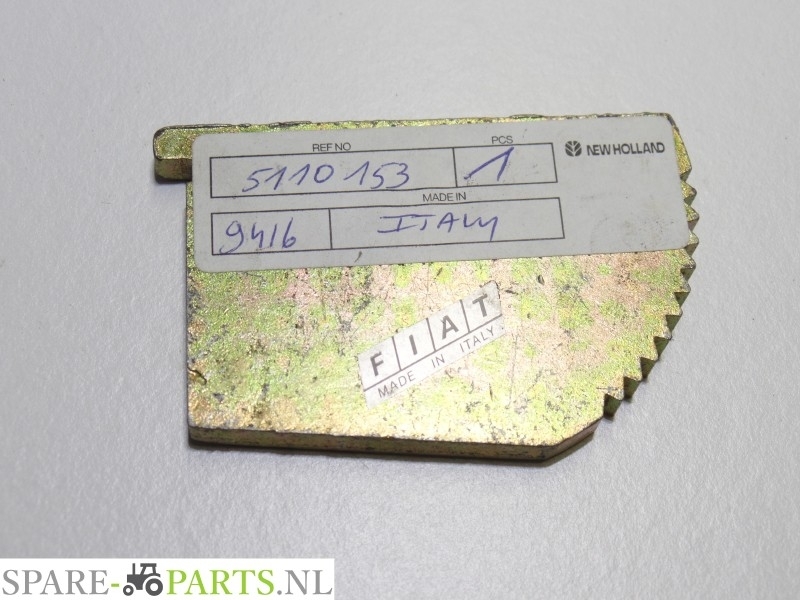 REF NO PCS
5110153 1 NEW HOLLAND
MADE IN
9416 ITALY
FIAT
MADE IN ITALY
SPARE-PARTS.NL